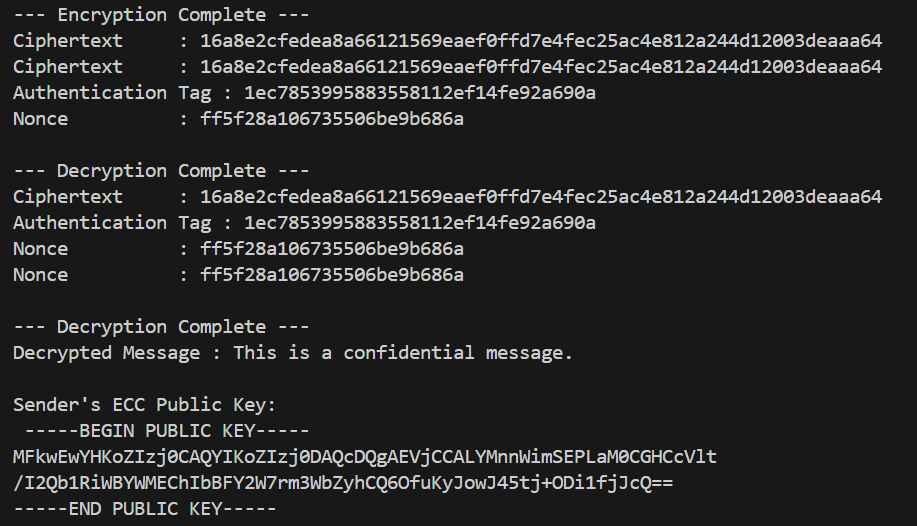 --- Encryption Complete ---
Ciphertext     : 16a8e2cfedea8a66121569eaef0ffd7e4fec25ac4e812a244d12003deaaa64
Ciphertext     : 16a8e2cfedea8a66121569eaef0ffd7e4fec25ac4e812a244d12003deaaa64
Authentication Tag : 1ec7853995883558112ef14fe92a690a
Nonce          : ff5f28a106735506be9b686a

--- Decryption Complete ---
Ciphertext     : 16a8e2cfedea8a66121569eaef0ffd7e4fec25ac4e812a244d12003deaaa64
Authentication Tag : 1ec7853995883558112ef14fe92a690a
Nonce          : ff5f28a106735506be9b686a
Nonce          : ff5f28a106735506be9b686a

--- Decryption Complete ---
Decrypted Message : This is a confidential message.

Sender's ECC Public Key:
 -----BEGIN PUBLIC KEY-----
MFkwEwYHKoZIzj0CAQYIKoZIzj0DAQcDQgAEVjCCALYMnnWimSEPLaM0CGHCcVlt
/I2Qb1RiWBYWMEChIbBFY2W7rm3WbZyhCQ6OfuKyJowJ45tj+ODi1fjJcQ==
-----END PUBLIC KEY-----